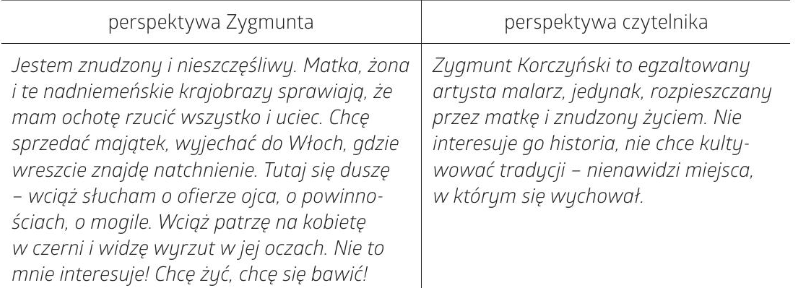 perspektywa Zygmunta
perspektywa czytelnika
Jestem znudzony i nieszczęśliwy. Matka, żona
i te nadniemeńskie krajobrazy sprawiają, że
mam ochotę rzucić wszystko i uciec. Chcę
sprzedać majątek, wyjechać do Włoch, gdzie
wreszcie znajdę natchnienie. Tutaj się duszę
– wciąż słucham o ofierze ojca, o powinno-
ściach, o mogile. Wciąż patrzę na kobietę
w czerni i widzę wyrzut w jej oczach. Nie to
mnie interesuje! Chcę żyć, chcę się bawić!
Zygmunt Korczyński to egzaltowany
artysta malarz, jedynak, rozpieszczany
przez matkę i znudzony życiem. Nie
interesuje go historia, nie chce kulty-
wować tradycji – nienawidzi miejsca,
w którym się wychował.